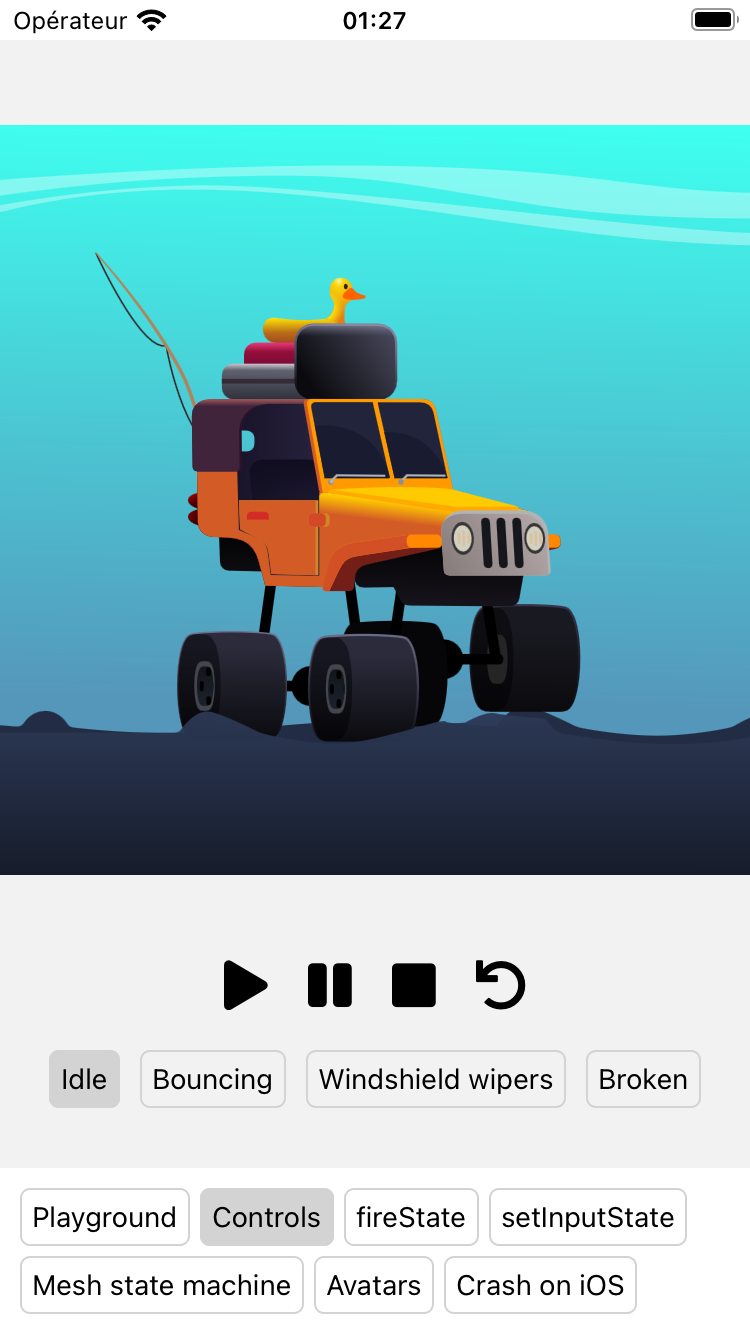 Opérateur 01:27
Idle Bouncing Windshield wipers Broken
Playground Controls fireState setInputState
Mesh state machine Avatars Crash on iOS